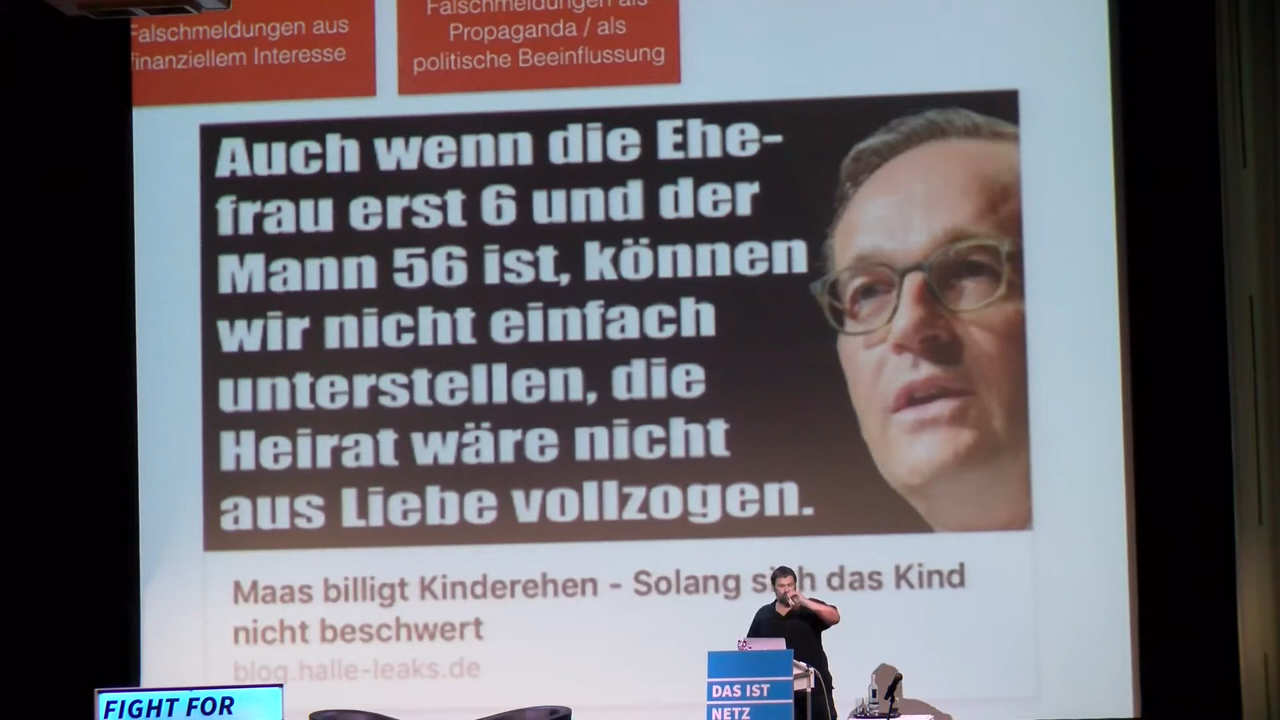 Falschmeldungen aus
finanziellem Interesse
Falschmeldungen als
Propaganda / als
politische Beeinflussung
Auch wenn die Ehe-
frau erst 6 und der
Mann 56 ist, können
wir nicht einfach
unterstellen, die
Heirat wäre nicht
aus Liebe vollzogen.
Maas billigt Kinderehen - Solang sich das Kind
nicht beschwert
blog.halle-leaks.de
FIGHT FOR
DAS IST
NETZ